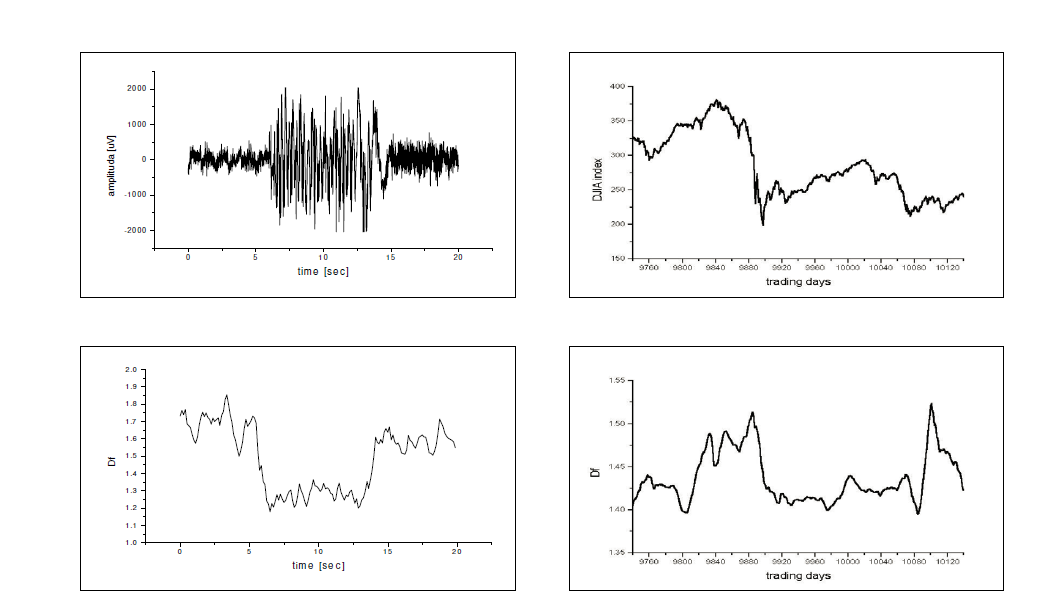 2000
1000
0
-1000
-2000
amplituda [uV]
0 5 10 15 20
time [sec]
400
350
300
250
200
150
DJIA index
9760 9800 9840 9880 9920 9960 10000 10040 10080 10120
trading days
2.0
1.9
1.8
1.7
1.6
1.5
1.4
1.3
1.2
1.1
1.0
Df
0 5 10 15 20
time [sec]
1.55
1.50
1.45
1.40
1.35
Df
9760 9800 9840 9880 9920 9960 10000 10040 10080 10120
trading days